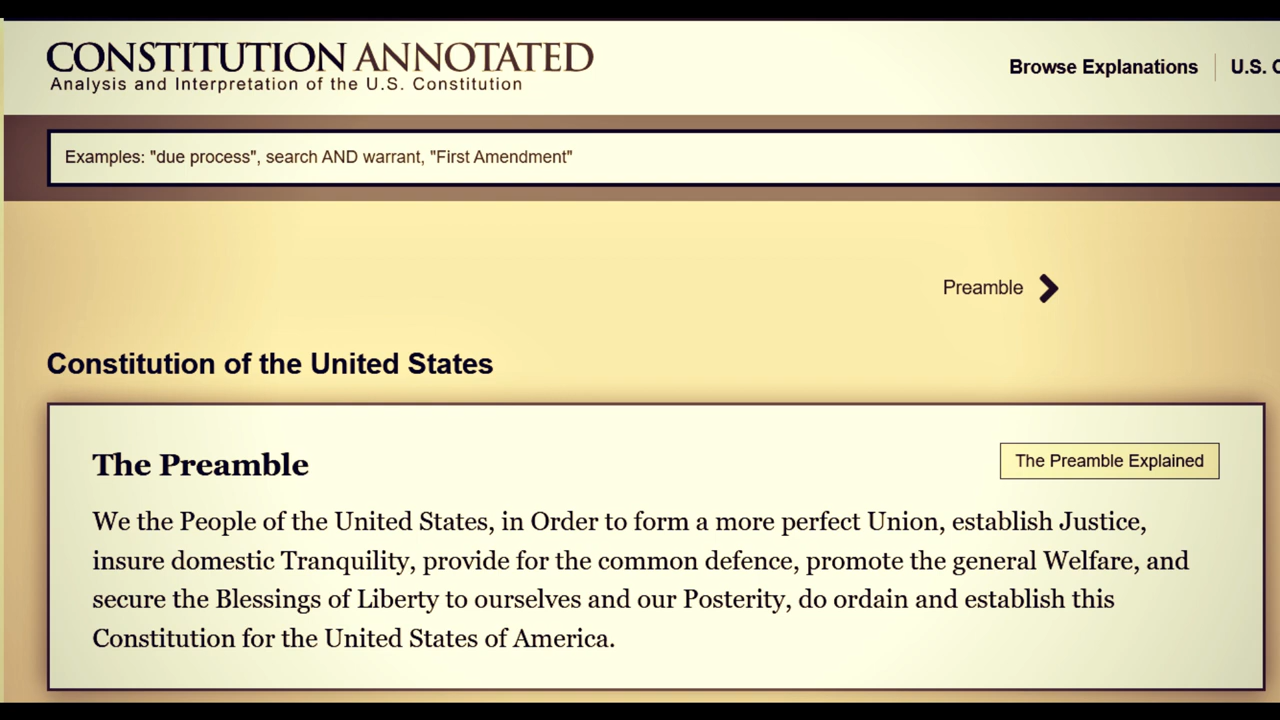 CONSTITUTION ANNOTATED
Analysis and Interpretation of the U.S. Constitution
Browse Explanations
U.S.
Examples: "due process", search AND warrant, "First Amendment"
Preamble
Constitution of the United States
The Preamble
The Preamble Explained
We the People of the United States, in Order to form a more perfect Union, establish Justice,
insure domestic Tranquility, provide for the common defence, promote the general Welfare, and
secure the Blessings of Liberty to ourselves and our Posterity, do ordain and establish this
Constitution for the United States of America.